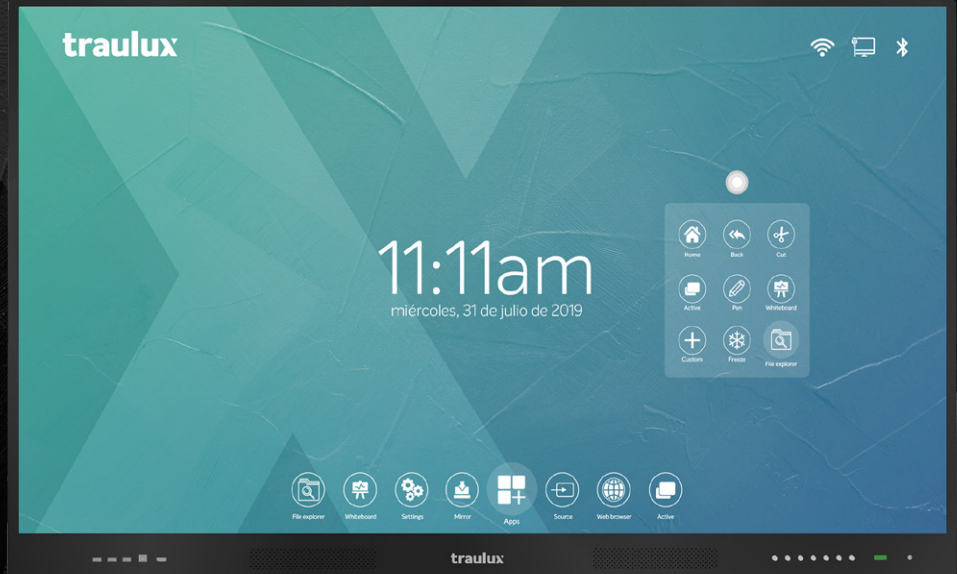 traulux
11:11am
miércoles, 31 de julio de 2019
Home Back Cut
Active Pen Whiteboard
Custom Freeze File explorer
File explorer Whiteboard Settings Mirror Apps Source Web browser Active
traulux